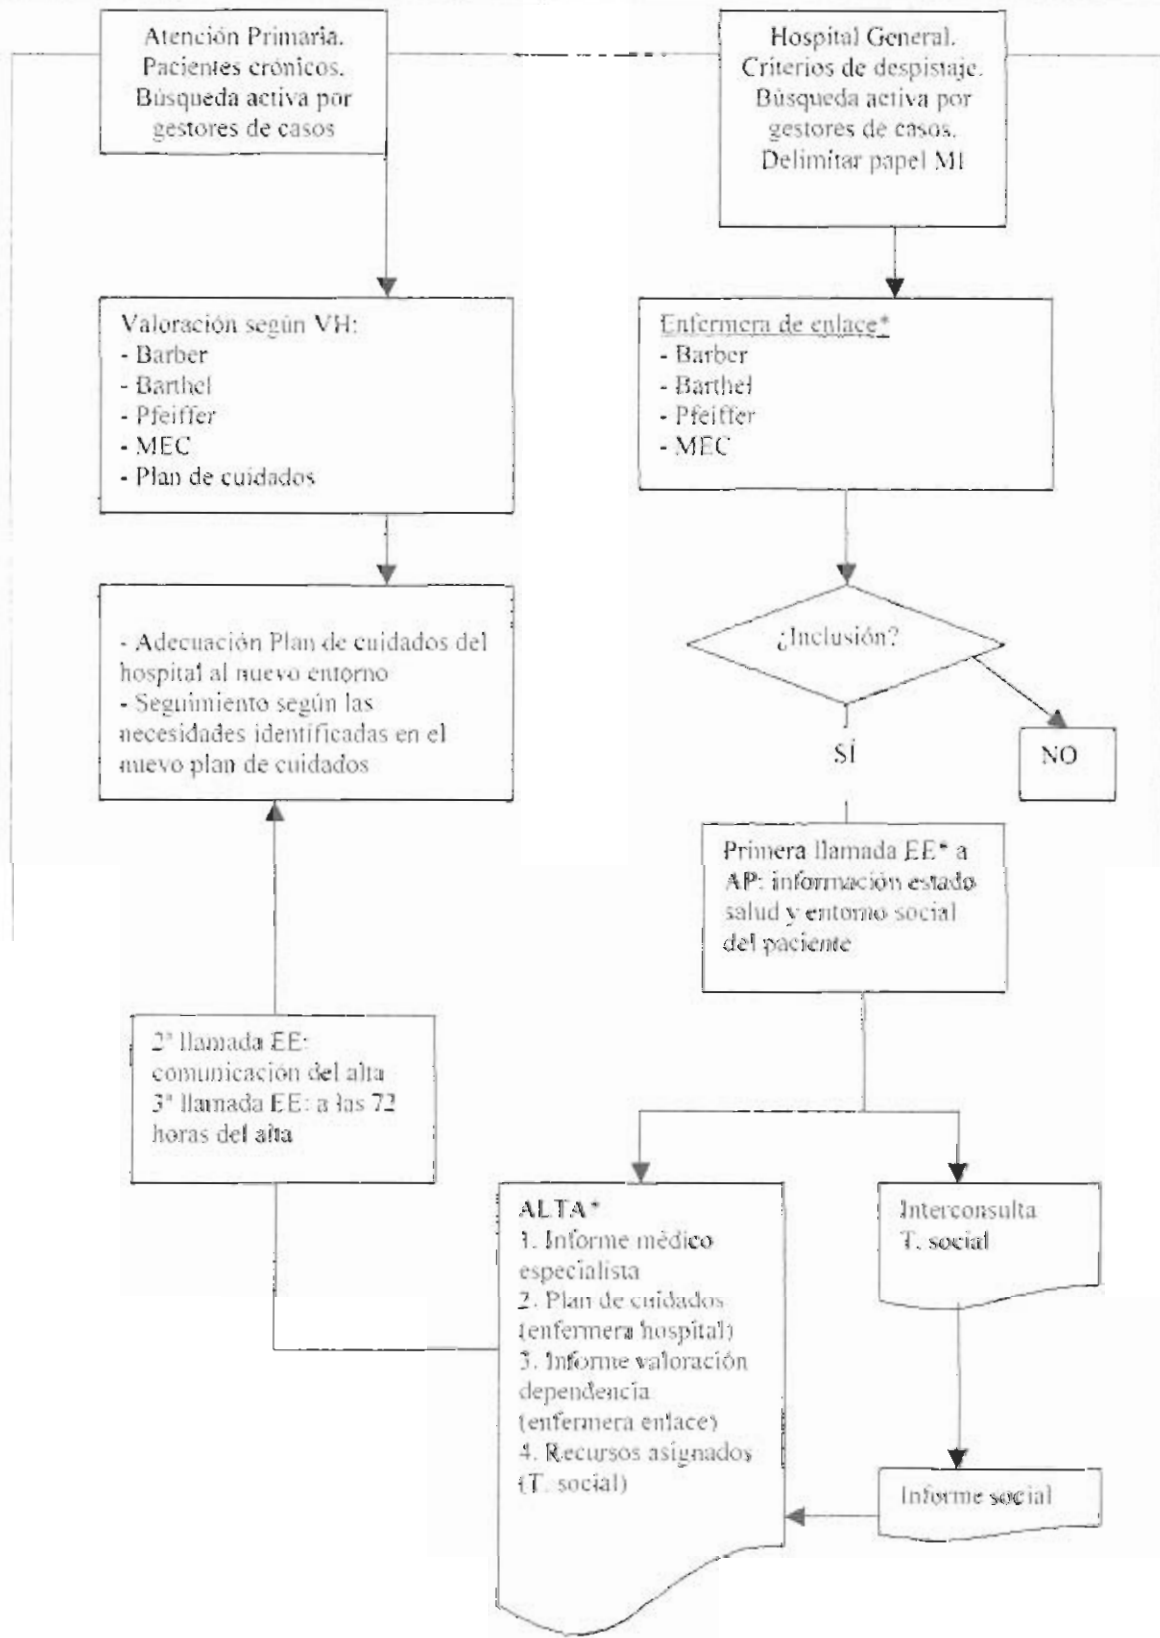 Atención Primaria.
Pacientes crónicos.
Búsqueda activa por
gestores de casos
Hospital General.
Criterios de despistaje.
Búsqueda activa por
gestores de casos.
Delimitar papel MI
Valoración según VH:
- Barber
- Barthel
- Pfeiffer
- MEC
- Plan de cuidados
Enfermera de enlace*
- Barber
- Barthel
- Pfeiffer
- MEC
- Adecuación Plan de cuidados del
hospital al nuevo entorno
- Seguimiento según las
necesidades identificadas en el
nuevo plan de cuidados
¿Inclusión?
SÍ
NO
Primera llamada EE* a
AP: información estado
salud y entorno social
del paciente
2ª llamada EE:
comunicación del alta
3ª llamada EE: a las 72
horas del alta
ALTA*
1. Informe médico
especialista
2. Plan de cuidados
(enfermera hospital)
3. Informe valoración
dependencia
(enfermera enlace)
4. Recursos asignados
(T. social)
Interconsulta
T. social
Informe social